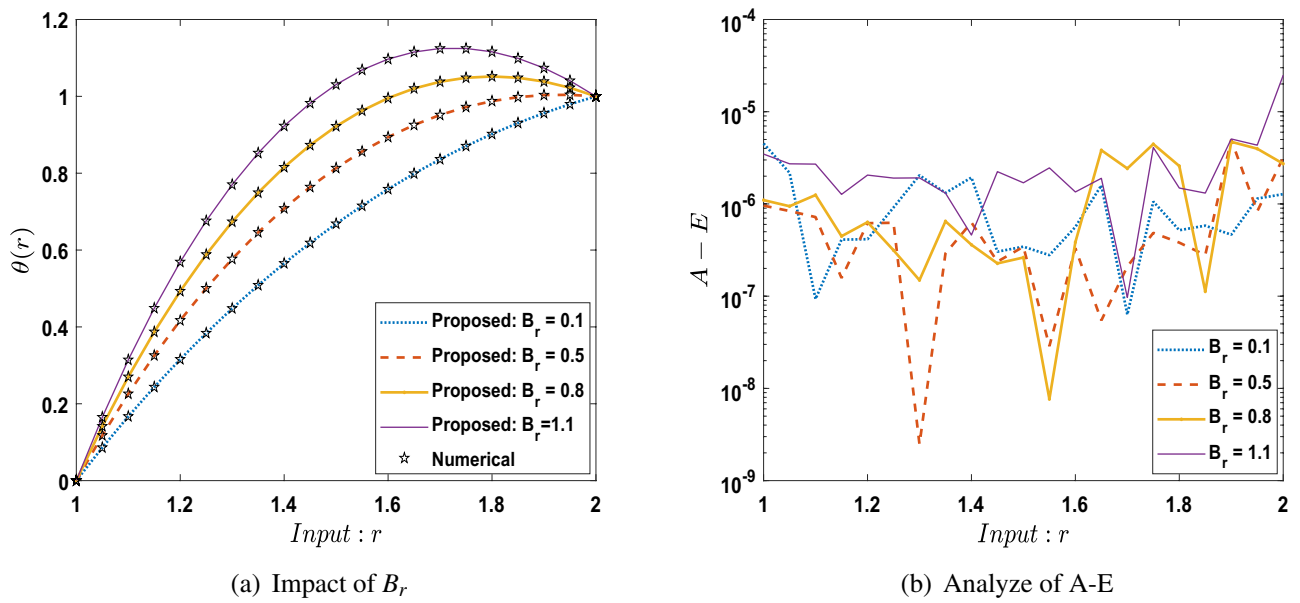 1.2
1
0.8
0.6
0.4
0.2
0
θ(r)
1
1.2
1.4
1.6
1.8
2
Input : r
Proposed: B_r = 0.1
Proposed: B_r = 0.5
Proposed: B_r = 0.8
Proposed: B_r=1.1
Numerical
(a) Impact of B_r
10^-4
10^-5
10^-6
10^-7
10^-8
10^-9
A − E
1
1.2
1.4
1.6
1.8
2
Input : r
B_r = 0.1
B_r = 0.5
B_r = 0.8
B_r = 1.1
(b) Analyze of A-E